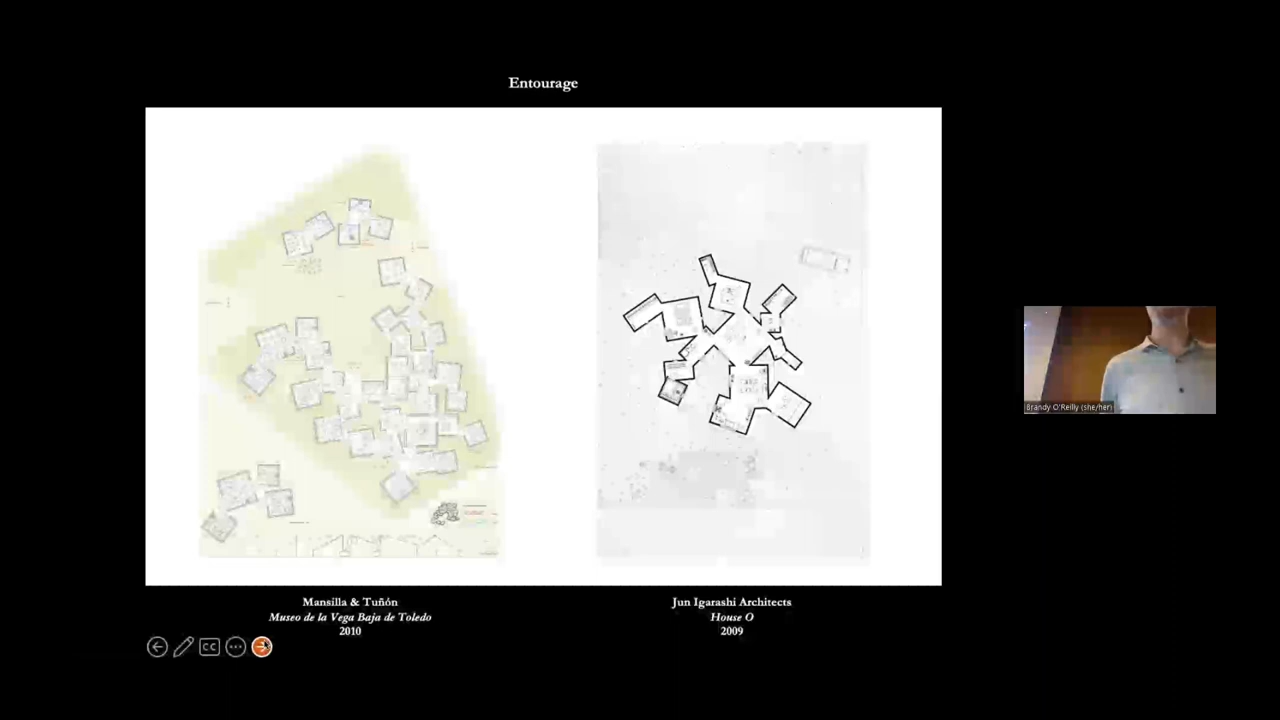 Entourage
Mansilla & Tuñón
Museo de la Vega Baja de Toledo
2010
Jun Igarashi Architects
House O
2009
CC
Brandy O'Reilly (she/her)